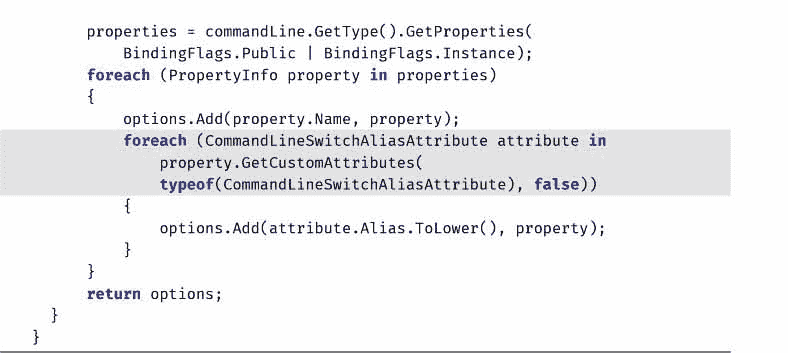 properties = commandLine.GetType().GetProperties(
BindingFlags.Public | BindingFlags.Instance);
foreach (PropertyInfo property in properties)
{
options.Add(property.Name, property);
foreach (CommandLineSwitchAliasAttribute attribute in
property.GetCustomAttributes(
typeof(CommandLineSwitchAliasAttribute), false))
{
options.Add(attribute.Alias.ToLower(), property);
}
}
return options;
}
}